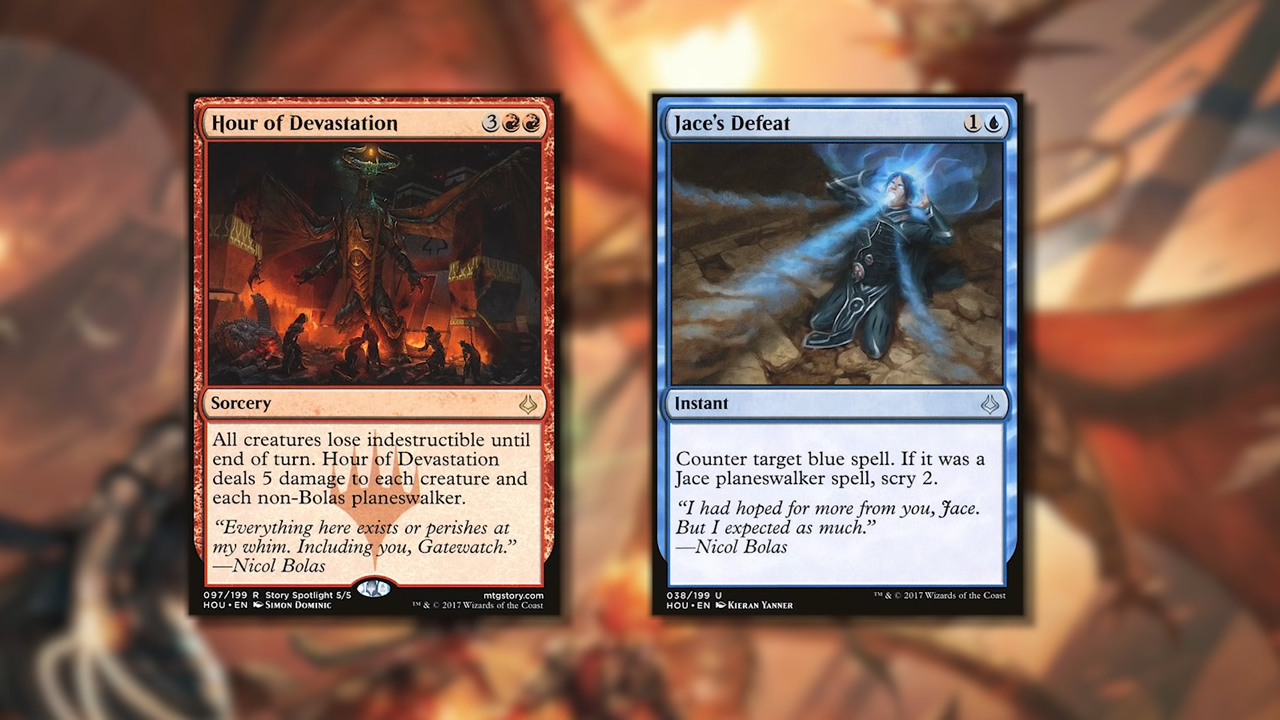 Hour of Devastation 3
Sorcery
All creatures lose indestructible until
end of turn. Hour of Devastation
deals 5 damage to each creature and
each non-Bolas planeswalker.
“Everything here exists or perishes at
my whim. Including you, Gatewatch.”
—Nicol Bolas
097/199 R Story Spotlight 5/5 mtgstory.com
HOU • EN Simon Dominic ™ & © 2017 Wizards of the Coast
Jace's Defeat 1
Instant
Counter target blue spell. If it was a
Jace planeswalker spell, scry 2.
“I had hoped for more from you, Jace.
But I expected as much.”
—Nicol Bolas
038/199 U ™ & © 2017 Wizards of the Coast
HOU • EN Kieran Yanner